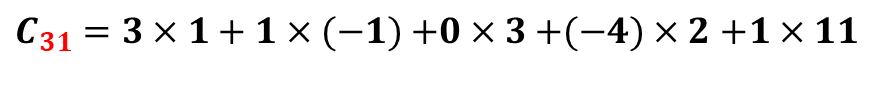 C₃₁ = 3 × 1 + 1 × (−1) +0 × 3 +(−4) × 2 +1 × 11